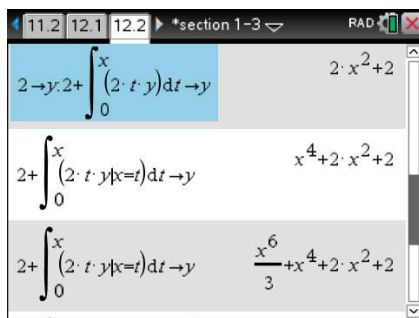 11.2 12.1 12.2 *section 1-3 RAD
2→y:2+∫₀ˣ(2·t·y)dt→y 2·x²+2
2+∫₀ˣ(2·t·y|x=t)dt→y x⁴+2·x²+2
2+∫₀ˣ(2·t·y|x=t)dt→y x⁶/3+x⁴+2·x²+2